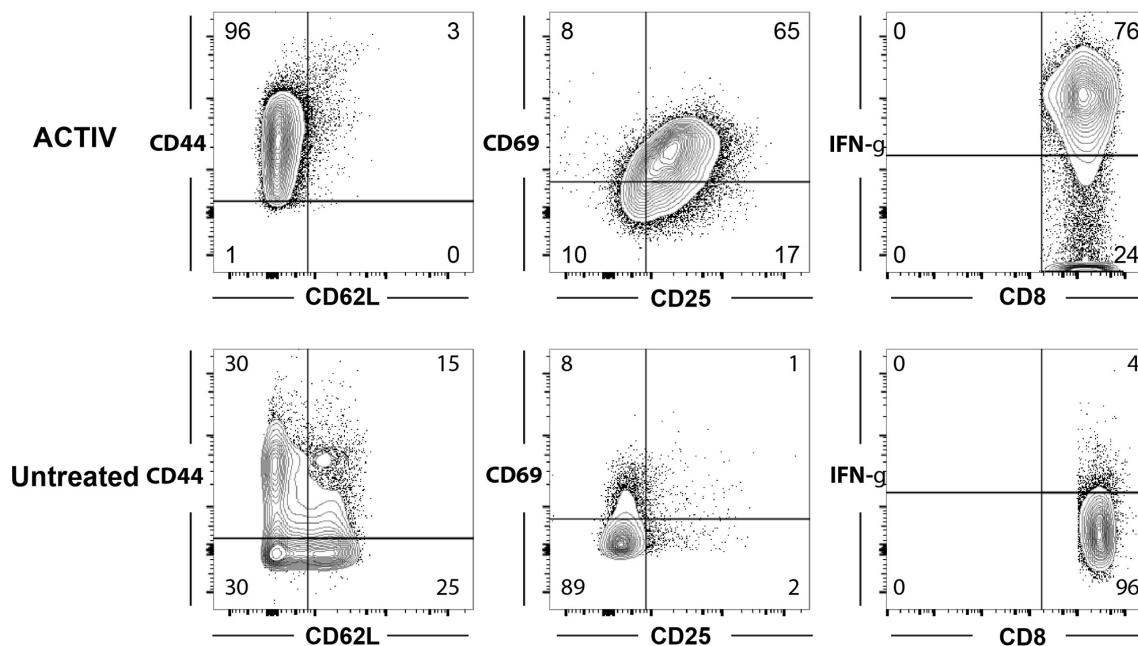 96 3
ACTIV
CD44
1 0
CD62L
8 65
CD69
10 17
CD25
0 76
IFN-g
0 24
CD8
30 15
Untreated
CD44
30 25
CD62L
8 1
CD69
89 2
CD25
0 4
IFN-g
0 96
CD8